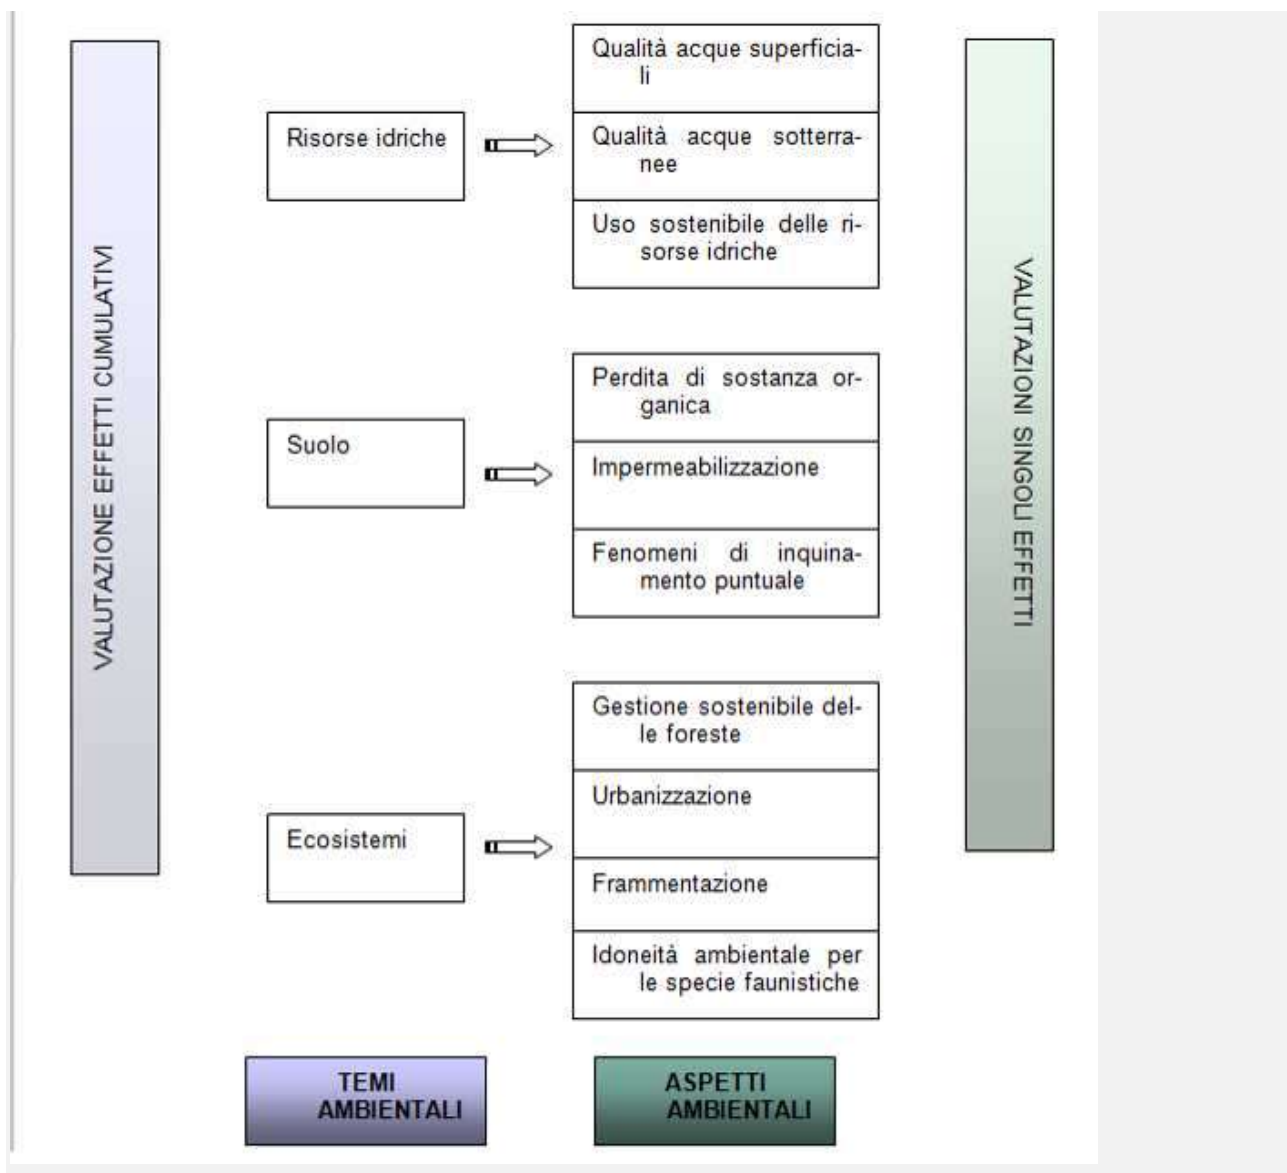 VALUTAZIONE EFFETTI CUMULATIVI
Risorse idriche
Qualità acque superficia-
li
Qualità acque sotterra-
nee
Uso sostenibile delle ri-
sorse idriche
Suolo
Perdita di sostanza or-
ganica
Impermeabilizzazione
Fenomeni di inquina-
mento puntuale
Ecosistemi
Gestione sostenibile del-
le foreste
Urbanizzazione
Frammentazione
Idoneità ambientale per
le specie faunistiche
VALUTAZIONI SINGOLI EFFETTI
TEMI
AMBIENTALI
ASPETTI
AMBIENTALI